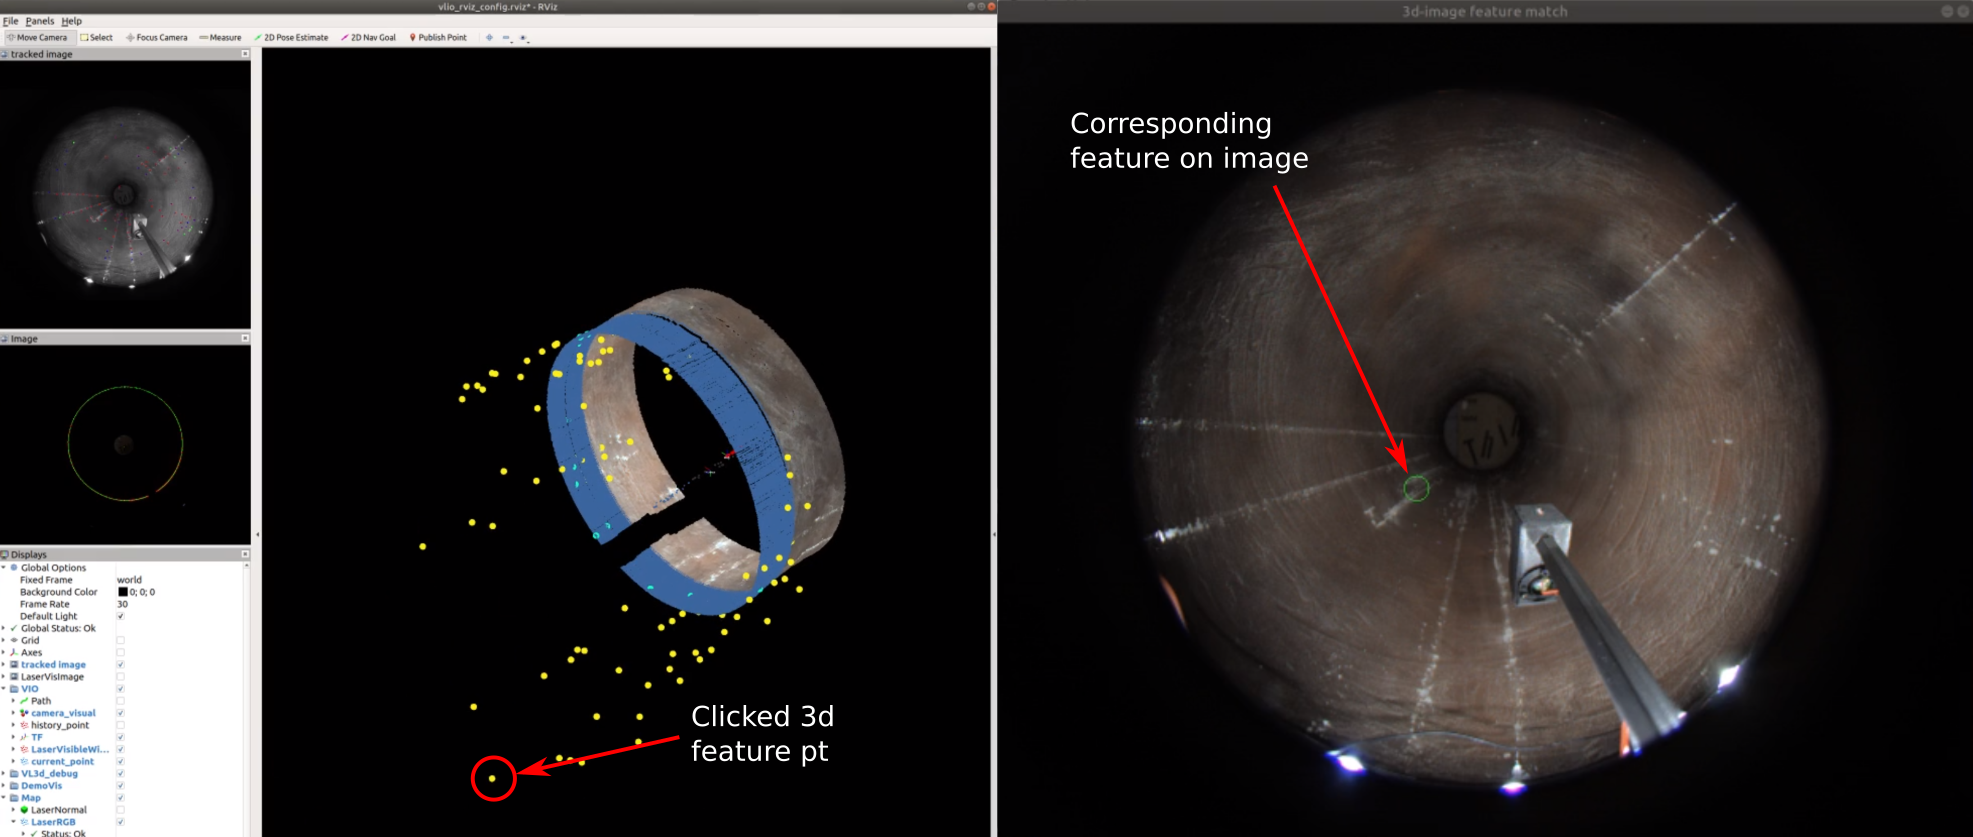 vlio_rviz_config.rviz* - RViz
File Panels Help
Move Camera Select Focus Camera Measure 2D Pose Estimate 2D Nav Goal Publish Point
tracked image
Image
Displays
Global Options
Fixed Frame world
Background Color 0; 0; 0
Frame Rate 30
Default Light
Global Status: Ok
Grid
Axes
tracked image
LaserVisImage
VIO
Path
camera_visual
history_point
TF
LaserVisibleWi...
current_point
VL3d_debug
DemoVis
Map
LaserNormal
LaserRGB
Status: Ok
Clicked 3d
feature pt
3d-image feature match
Corresponding
feature on image